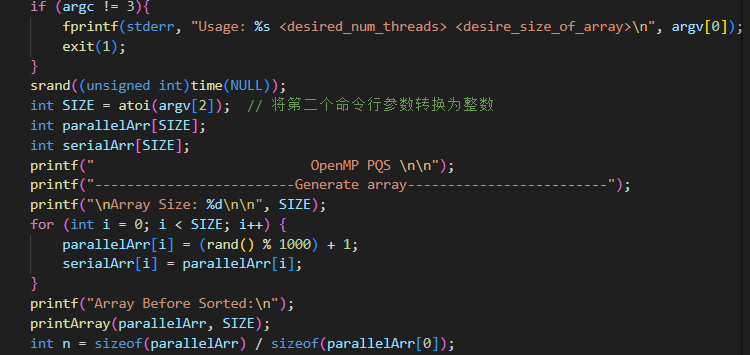 if (argc != 3){
fprintf(stderr, "Usage: %s <desired_num_threads> <desire_size_of_array>\n", argv[0]);
exit(1);
}
srand((unsigned int)time(NULL));
int SIZE = atoi(argv[2]);  // 将第二个命令行参数转换为整数
int parallelArr[SIZE];
int serialArr[SIZE];
printf("                           OpenMP PQS \n\n");
printf("-------------------------Generate array-------------------------");
printf("\nArray Size: %d\n\n", SIZE);
for (int i = 0; i < SIZE; i++) {
parallelArr[i] = (rand() % 1000) + 1;
serialArr[i] = parallelArr[i];
}
printf("Array Before Sorted:\n");
printArray(parallelArr, SIZE);
int n = sizeof(parallelArr) / sizeof(parallelArr[0]);